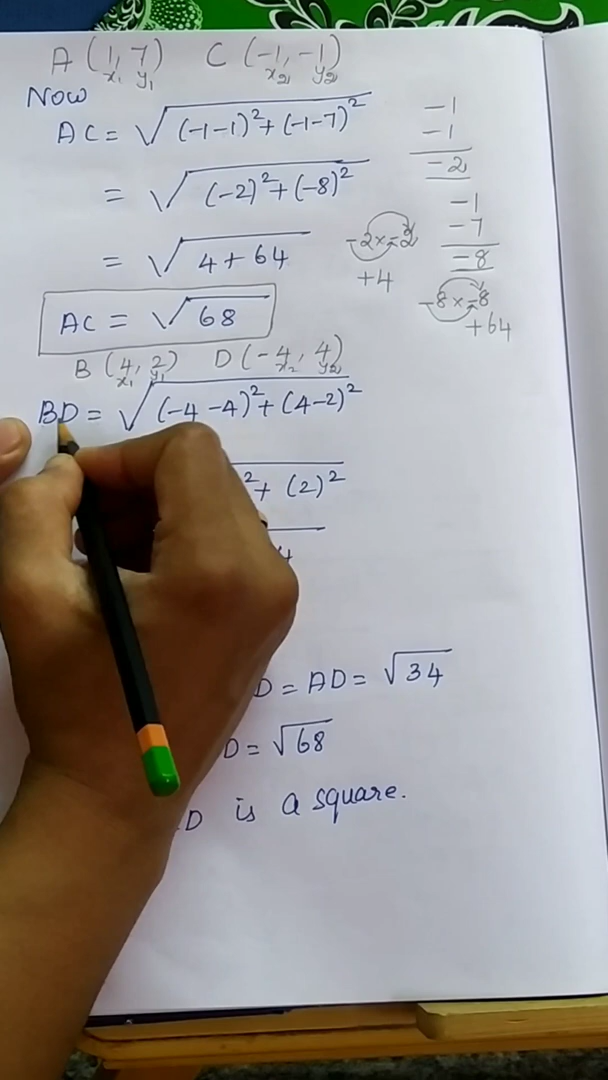 A (1, 7) C (-1, -1)
x₁ y₁ x₂ y₂
Now
AC = √(-1-1)²+(-1-7)²
-1
-1
-2
= √(-2)²+(-8)²
-1
-7
-8
= √4+64
-2×-2
+4
-8×-8
+64
AC = √68
B (4, 2) D (-4, 4)
x₁ y₁ x₂ y₂
BD = √(-4-4)²+(4-2)²
²+ (2)²
D = AD = √34
D = √68
D is a square.